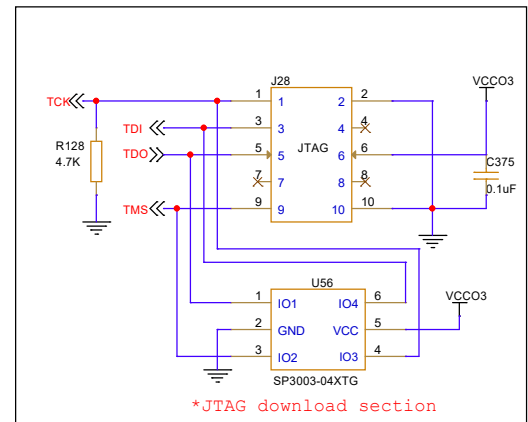 J28
VCCO3
TCK
1 1 2 2
TDI
3 3 4 4
R128
4.7K
TDO
5 5 JTAG 6 6
C375
0.1uF
7 7 8 8
TMS
9 9 10 10
U56
VCCO3
1 IO1 IO4 6
2 GND VCC 5
3 IO2 IO3 4
SP3003-04XTG
*JTAG download section